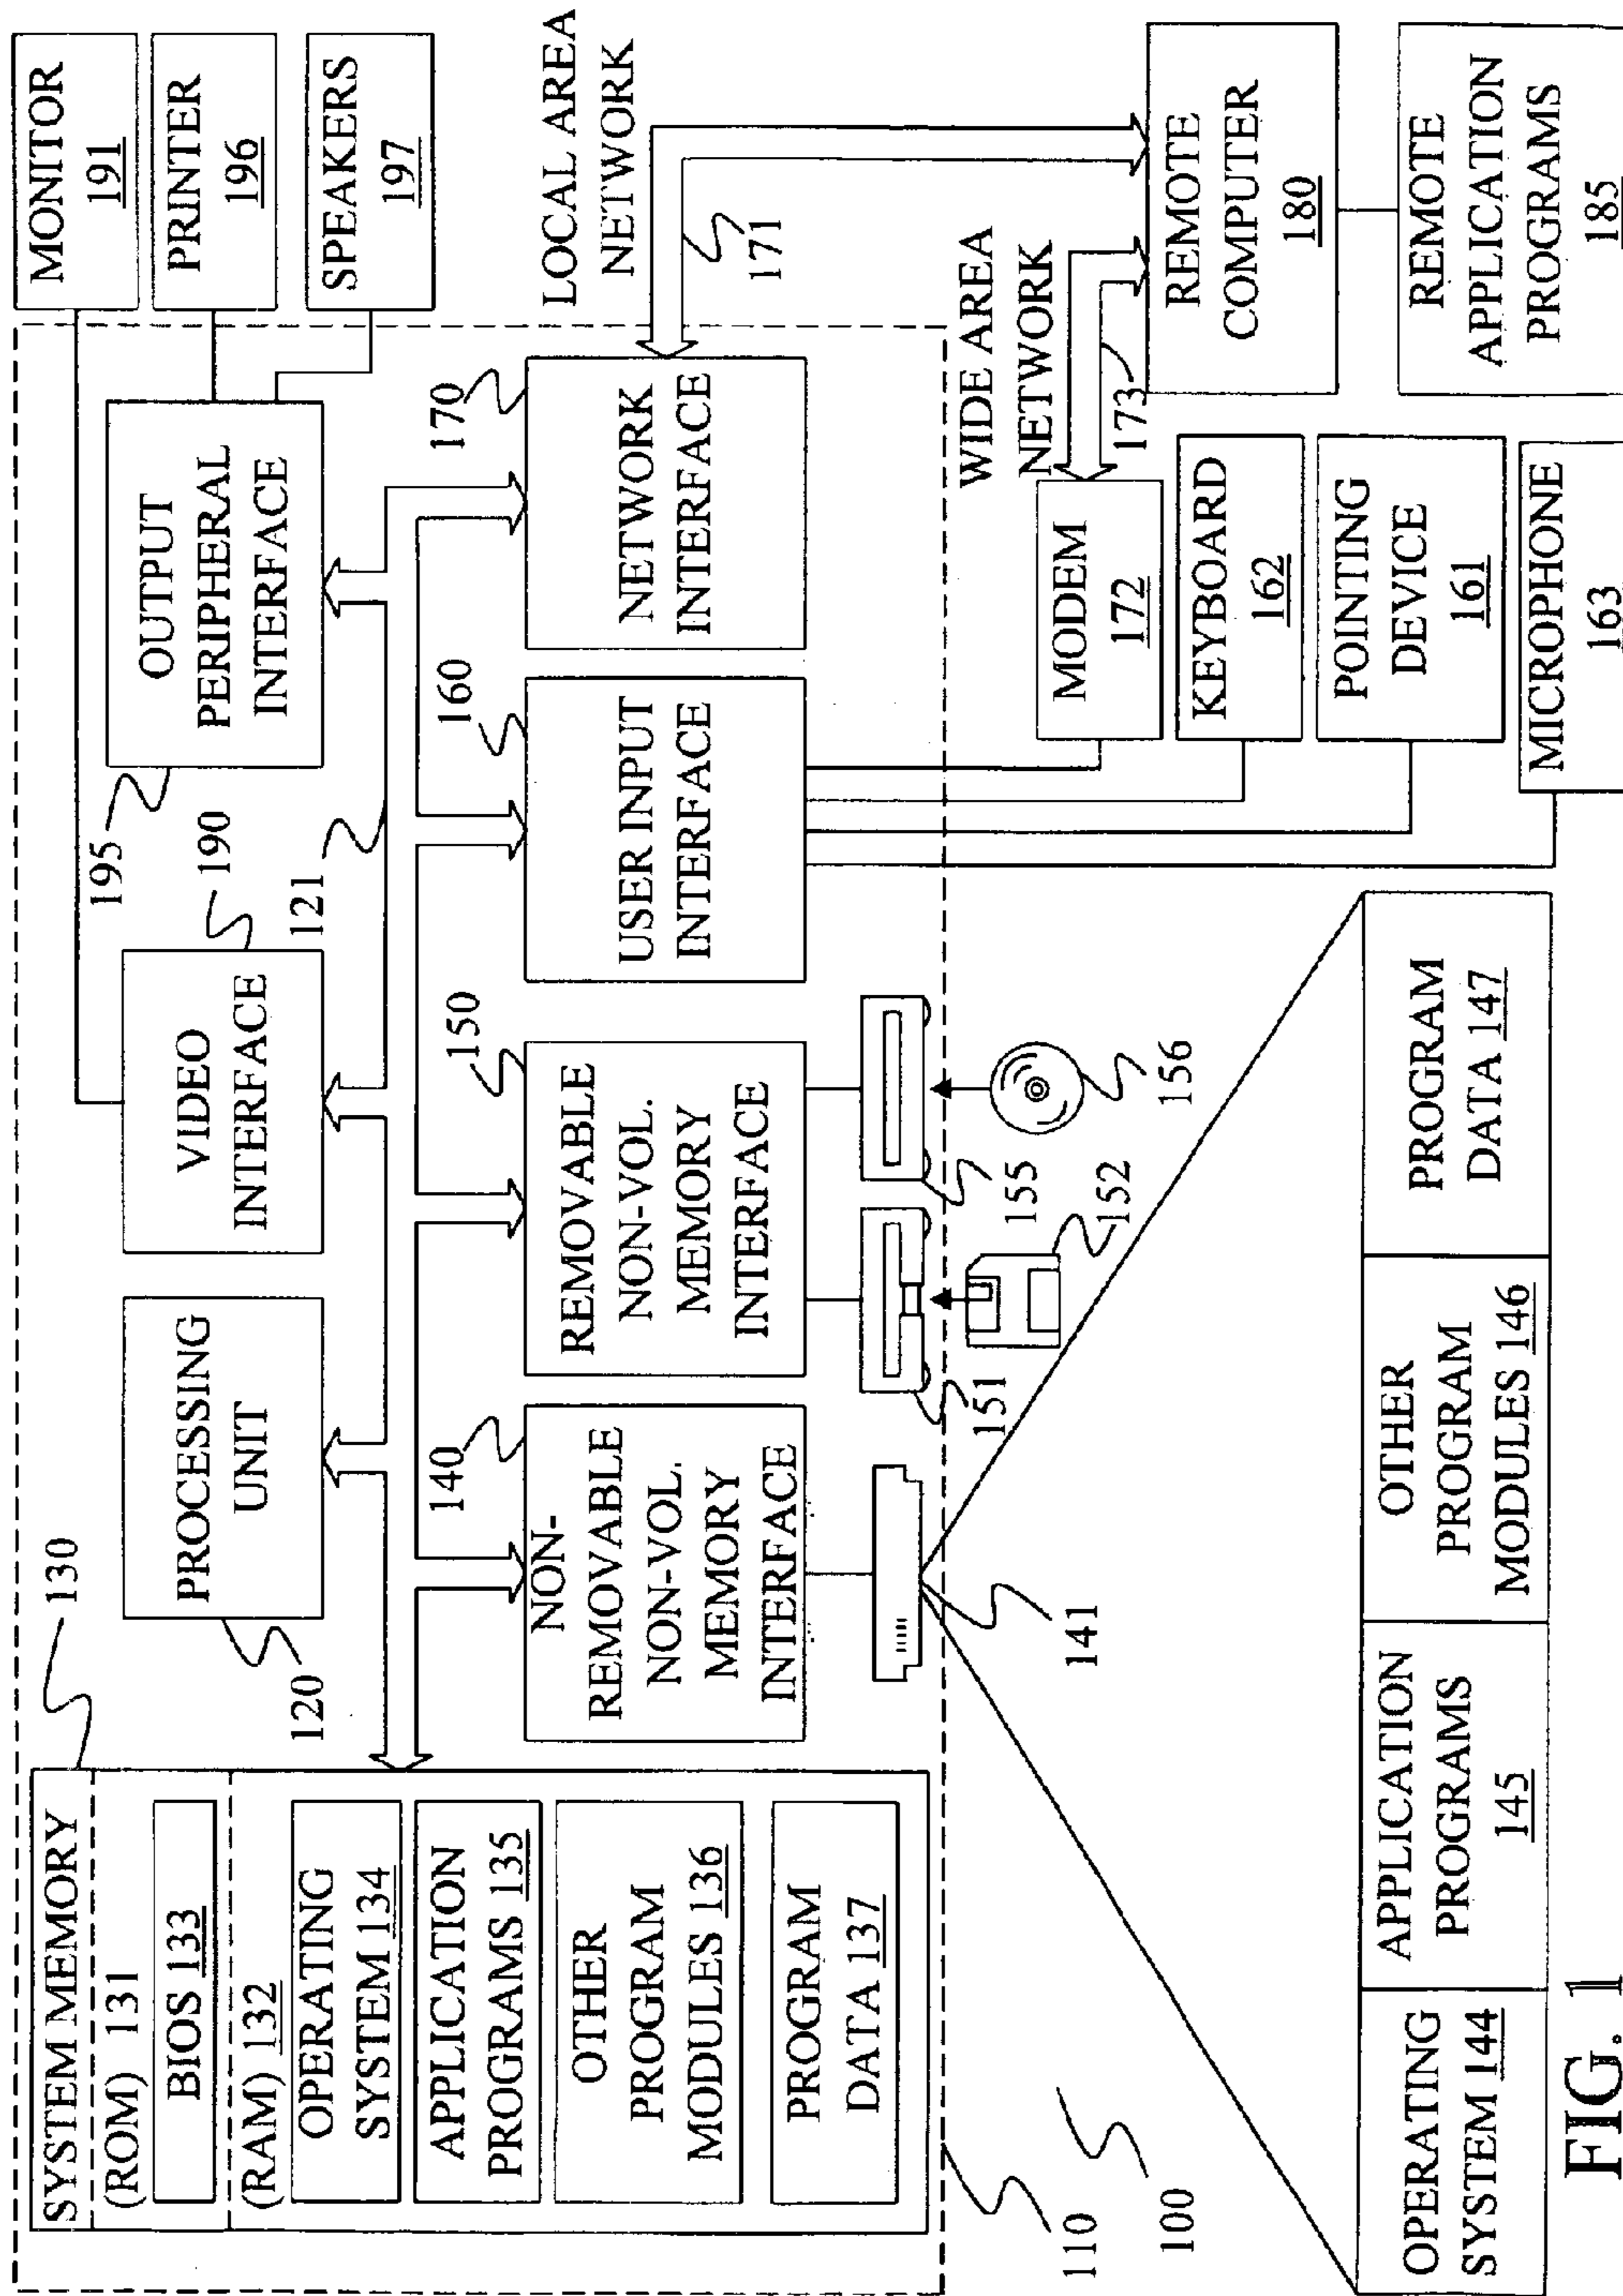 SYSTEM MEMORY
(ROM) 131
BIOS 133
(RAM) 132
OPERATING
SYSTEM 134
APPLICATION
PROGRAMS 135
OTHER
PROGRAM
MODULES 136
PROGRAM
DATA 137
130
PROCESSING
UNIT
120
VIDEO
INTERFACE
190
121
OUTPUT
PERIPHERAL
INTERFACE
195
MONITOR
191
PRINTER
196
SPEAKERS
197
NON-
REMOVABLE
NON-VOL.
MEMORY
INTERFACE
140
REMOVABLE
NON-VOL.
MEMORY
INTERFACE
150
USER INPUT
INTERFACE
160
NETWORK
INTERFACE
170
LOCAL AREA
NETWORK
171
WIDE AREA
NETWORK
173
141
151
152
155
156
MODEM
172
KEYBOARD
162
POINTING
DEVICE
161
MICROPHONE
163
REMOTE
COMPUTER
180
REMOTE
APPLICATION
PROGRAMS
185
110
100
OPERATING
SYSTEM 144
APPLICATION
PROGRAMS
145
OTHER
PROGRAM
MODULES 146
PROGRAM
DATA 147
FIG. 1